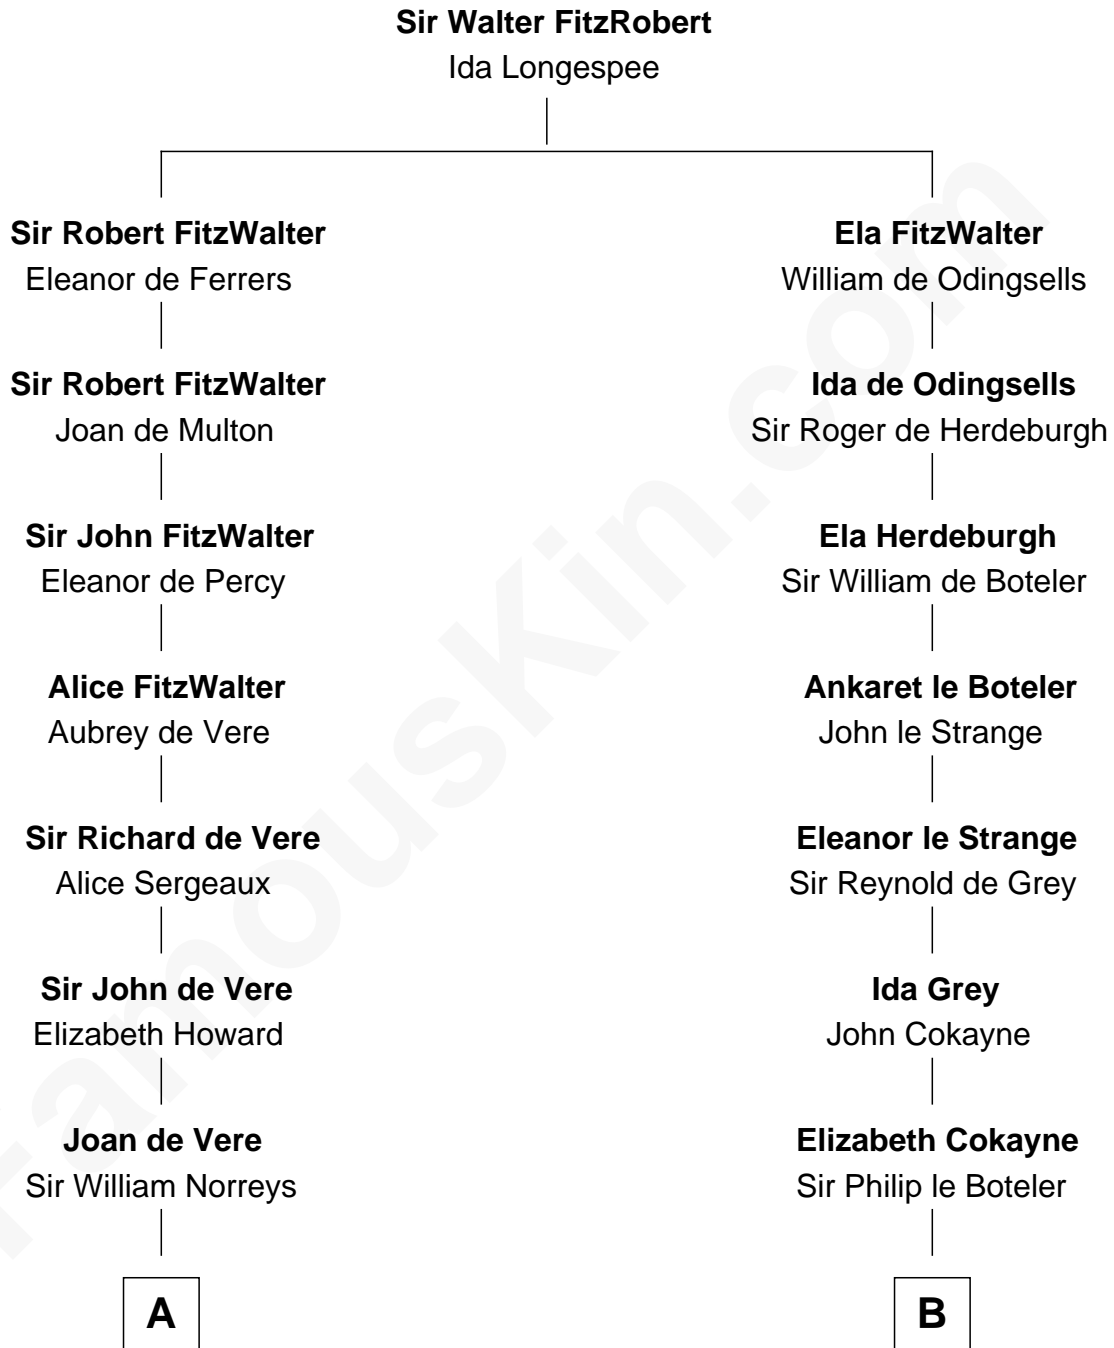 Sir Walter FitzRobert
Ida Longespee
Sir Robert FitzWalter
Eleanor de Ferrers
Ela FitzWalter
William de Odingsells
Sir Robert FitzWalter
Joan de Multon
Ida de Odingsells
Sir Roger de Herdeburgh
Sir John FitzWalter
Eleanor de Percy
Ela Herdeburgh
Sir William de Boteler
Alice FitzWalter
Aubrey de Vere
Ankaret le Boteler
John le Strange
Sir Richard de Vere
Alice Sergeaux
Eleanor le Strange
Sir Reynold de Grey
Sir John de Vere
Elizabeth Howard
Ida Grey
John Cokayne
Joan de Vere
Sir William Norreys
Elizabeth Cokayne
Sir Philip le Boteler
A
B
FamousKin.com